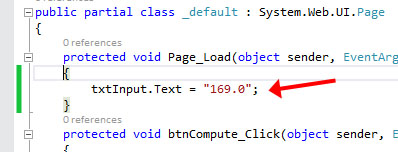 public partial class _default : System.Web.UI.Page
{
0 references
protected void Page_Load(object sender, EventArg
{
txtInput.Text = "169.0";
}
0 references
protected void btnCompute_Click(object sender, E
{